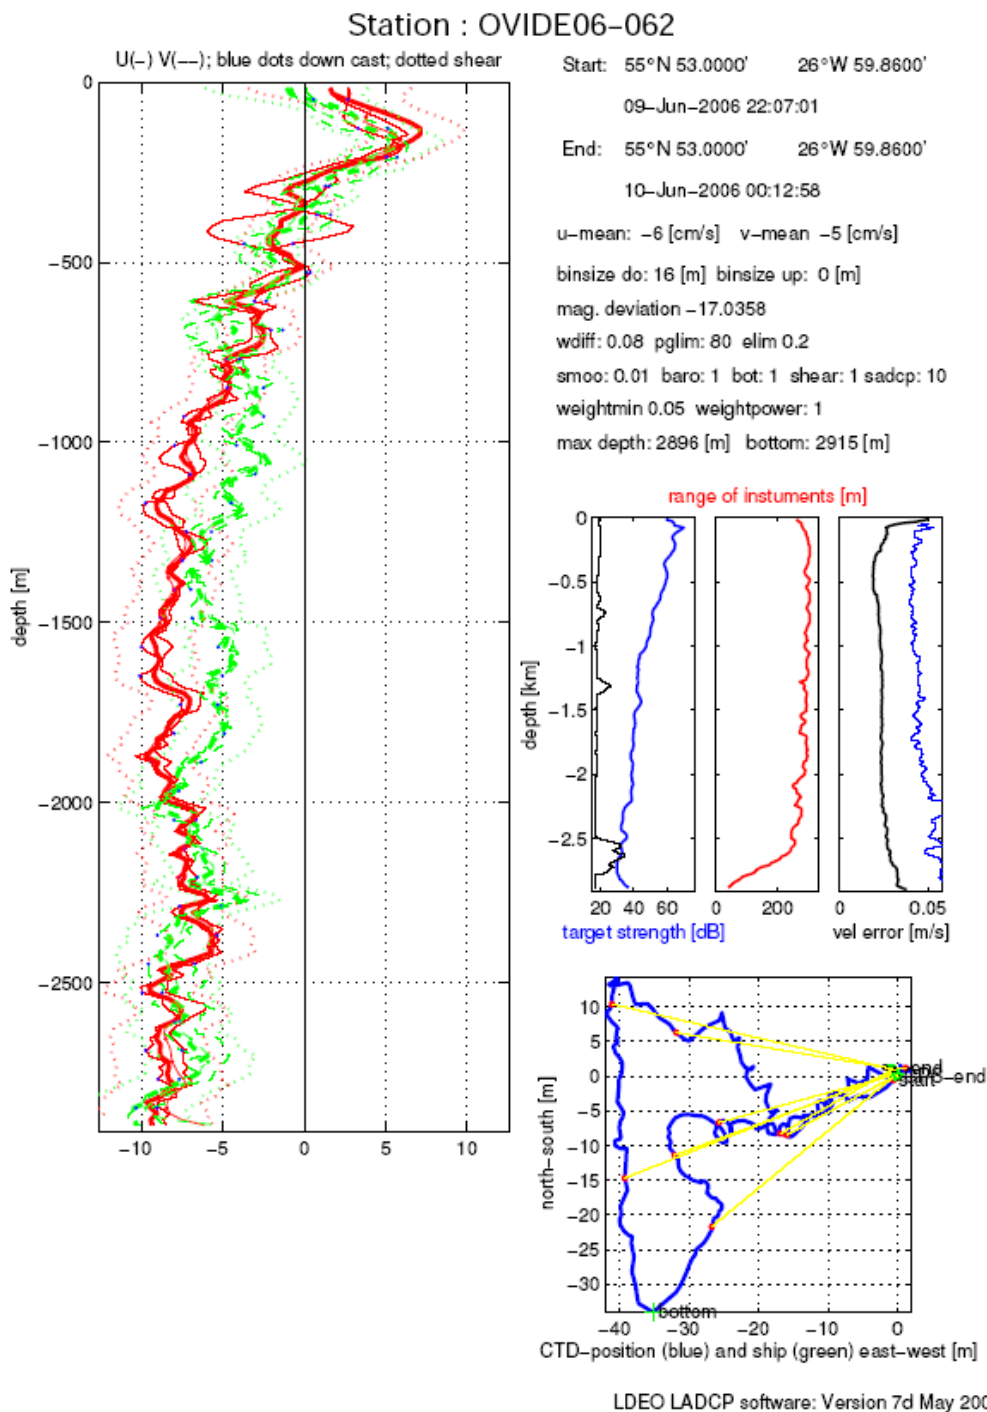 Station : OVIDE06-062
U(-) V(--); blue dots down cast; dotted shear
Start: 55°N 53.0000' 26°W 59.8600'
09-Jun-2006 22:07:01
End: 55°N 53.0000' 26°W 59.8600'
10-Jun-2006 00:12:58
u-mean: -6 [cm/s] v-mean -5 [cm/s]
binsize do: 16 [m] binsize up: 0 [m]
mag. deviation -17.0358
wdiff: 0.08 pglim: 80 elim 0.2
smoo: 0.01 baro: 1 bot: 1 shear: 1 sadcp: 10
weightmin 0.05 weightpower: 1
max depth: 2896 [m] bottom: 2915 [m]
0
-500
-1000
-1500
-2000
-2500
depth [m]
-10 -5 0 5 10
range of instuments [m]
0
-0.5
-1
-1.5
-2
-2.5
depth [km]
20 40 60
0 200
0 0.05
target strength [dB]
vel error [m/s]
10
5
0
-5
-10
-15
-20
-25
-30
north-south [m]
end
start
-end
bottom
-40 -30 -20 -10 0
CTD-position (blue) and ship (green) east-west [m]
LDEO LADCP software: Version 7d May 200